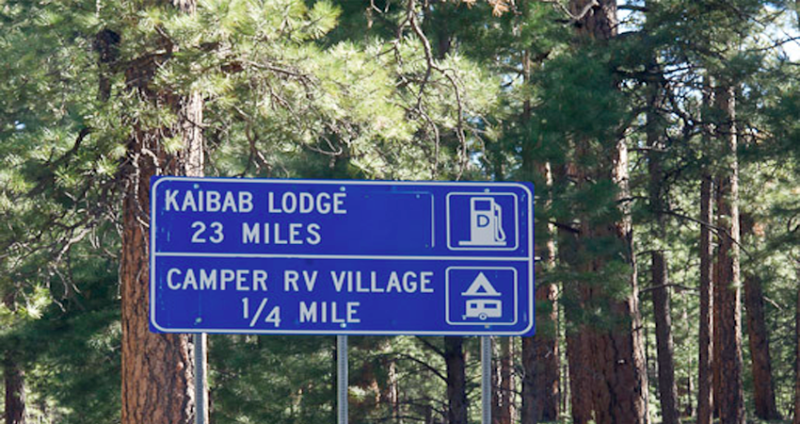 KAIBAB LODGE
23 MILES
D
CAMPER RV VILLAGE
1/4 MILE